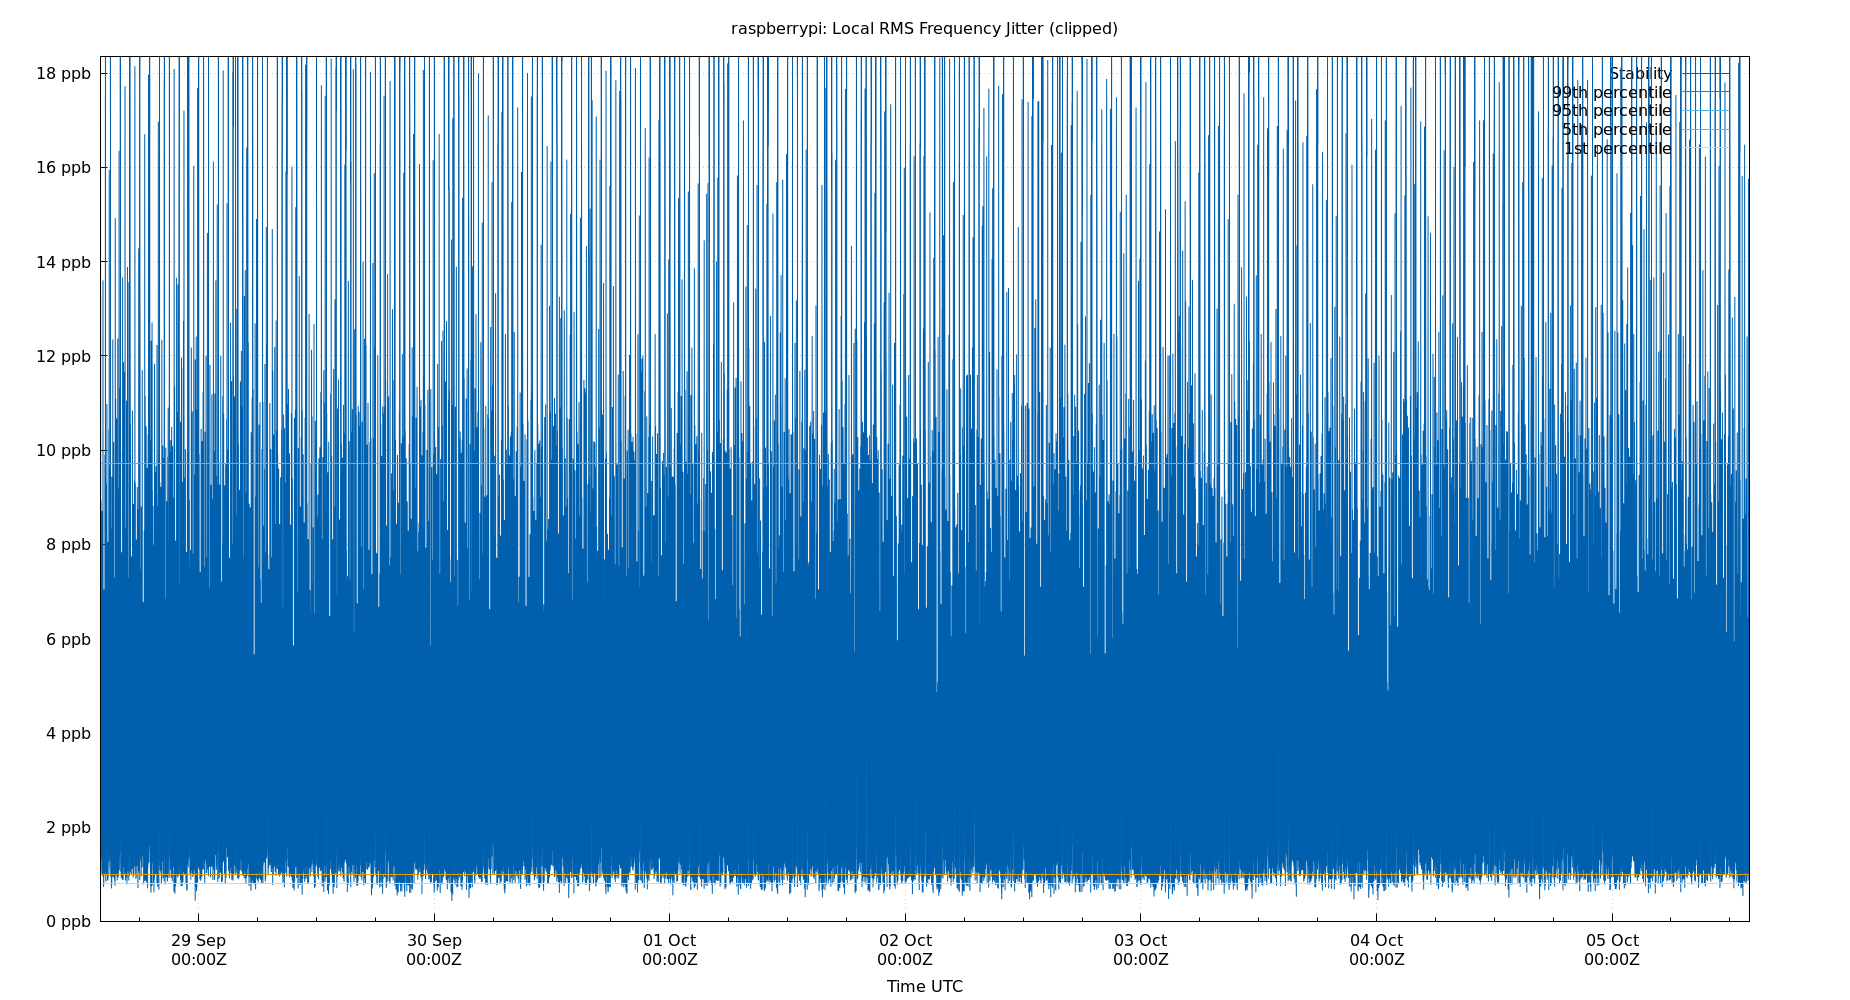 raspberrypi: Local RMS Frequency Jitter (clipped)
18 ppb
16 ppb
14 ppb
12 ppb
10 ppb
8 ppb
6 ppb
4 ppb
2 ppb
0 ppb
Stability
99th percentile
95th percentile
5th percentile
1st percentile
29 Sep
00:00Z
30 Sep
00:00Z
01 Oct
00:00Z
02 Oct
00:00Z
03 Oct
00:00Z
04 Oct
00:00Z
05 Oct
00:00Z
Time UTC